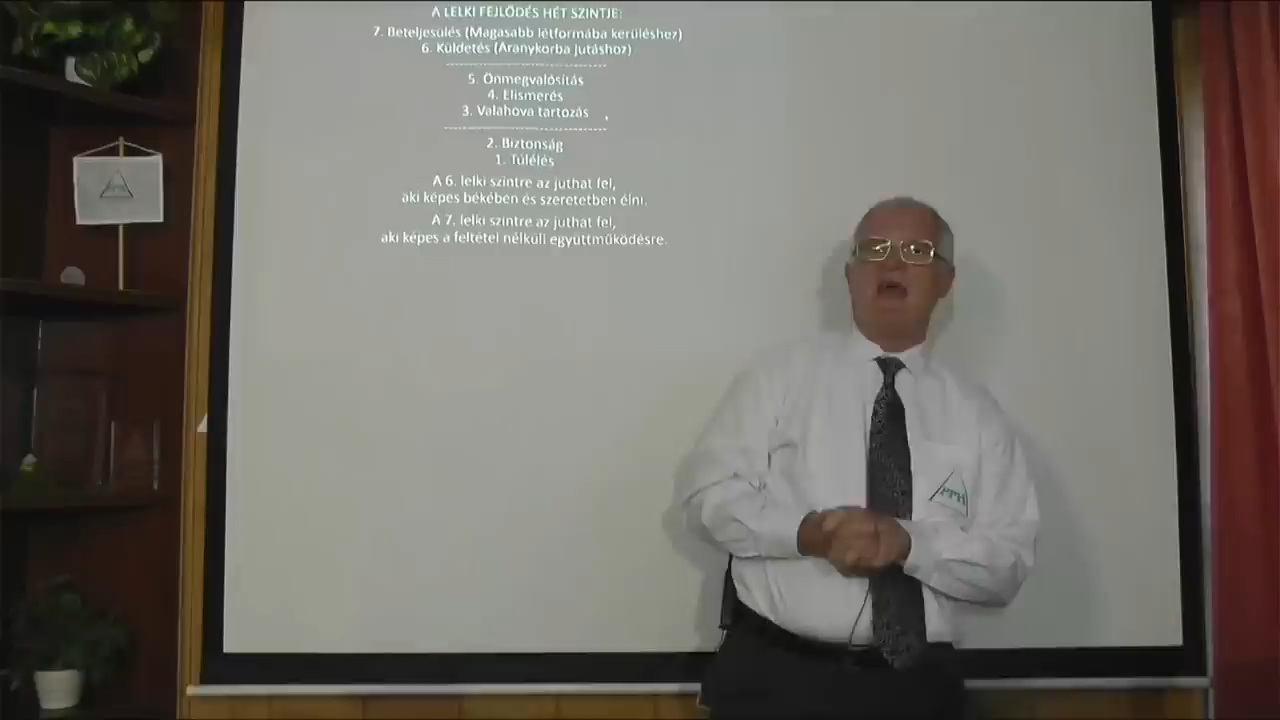 A LELKI FEJLŐDÉS HÉT SZINTJE:
7. Beteljesülés (Magasabb létformába kerüléshez)
6. Küldetés (Aranykorba jutáshoz)
5. Önmegvalósítás
4. Elismerés
3. Valahova tartozás
2. Biztonság
1. Túlélés
A 6. lelki szintre az juthat fel,
aki képes békében és szeretetben élni.
A 7. lelki szintre az juthat fel,
aki képes a feltétel nélküli együttműködésre.